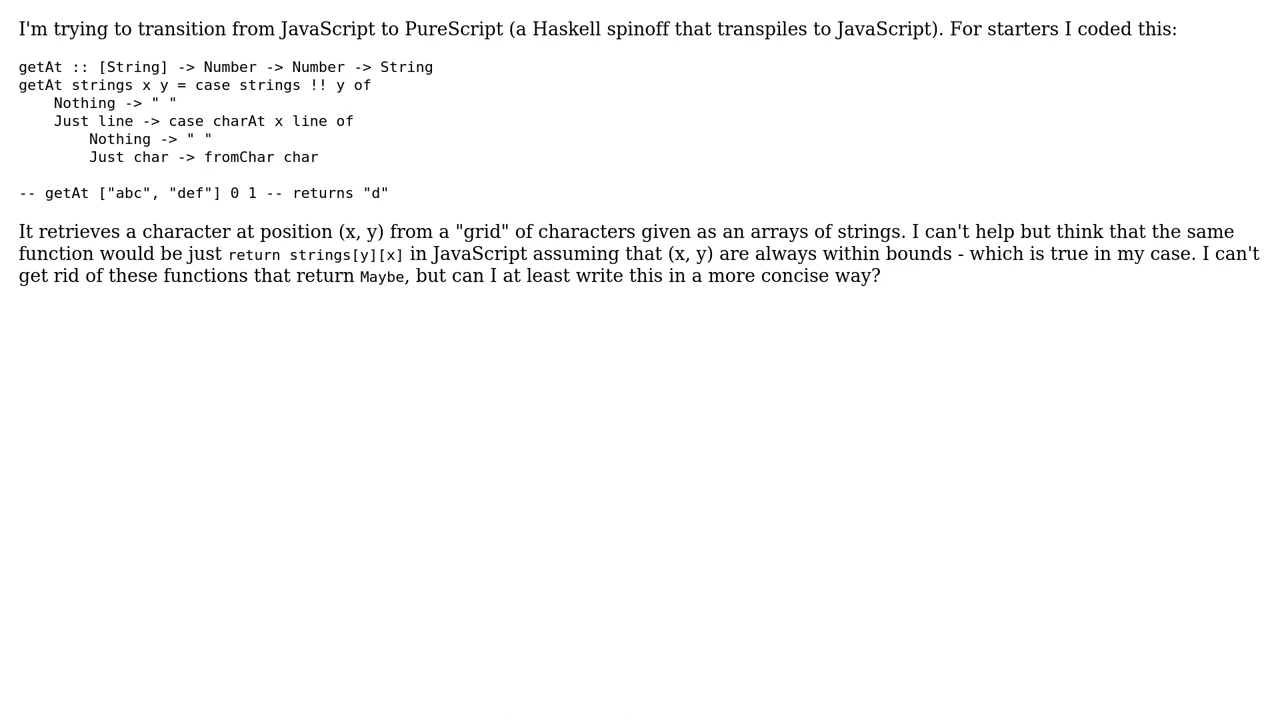 I'm trying to transition from JavaScript to PureScript (a Haskell spinoff that transpiles to JavaScript). For starters I coded this:
getAt :: [String] -> Number -> Number -> String
getAt strings x y = case strings !! y of
    Nothing -> " "
    Just line -> case charAt x line of
        Nothing -> " "
        Just char -> fromChar char
-- getAt ["abc", "def"] 0 1 -- returns "d"
It retrieves a character at position (x, y) from a "grid" of characters given as an arrays of strings. I can't help but think that the same
function would be just return strings[y][x] in JavaScript assuming that (x, y) are always within bounds - which is true in my case. I can't
get rid of these functions that return Maybe, but can I at least write this in a more concise way?